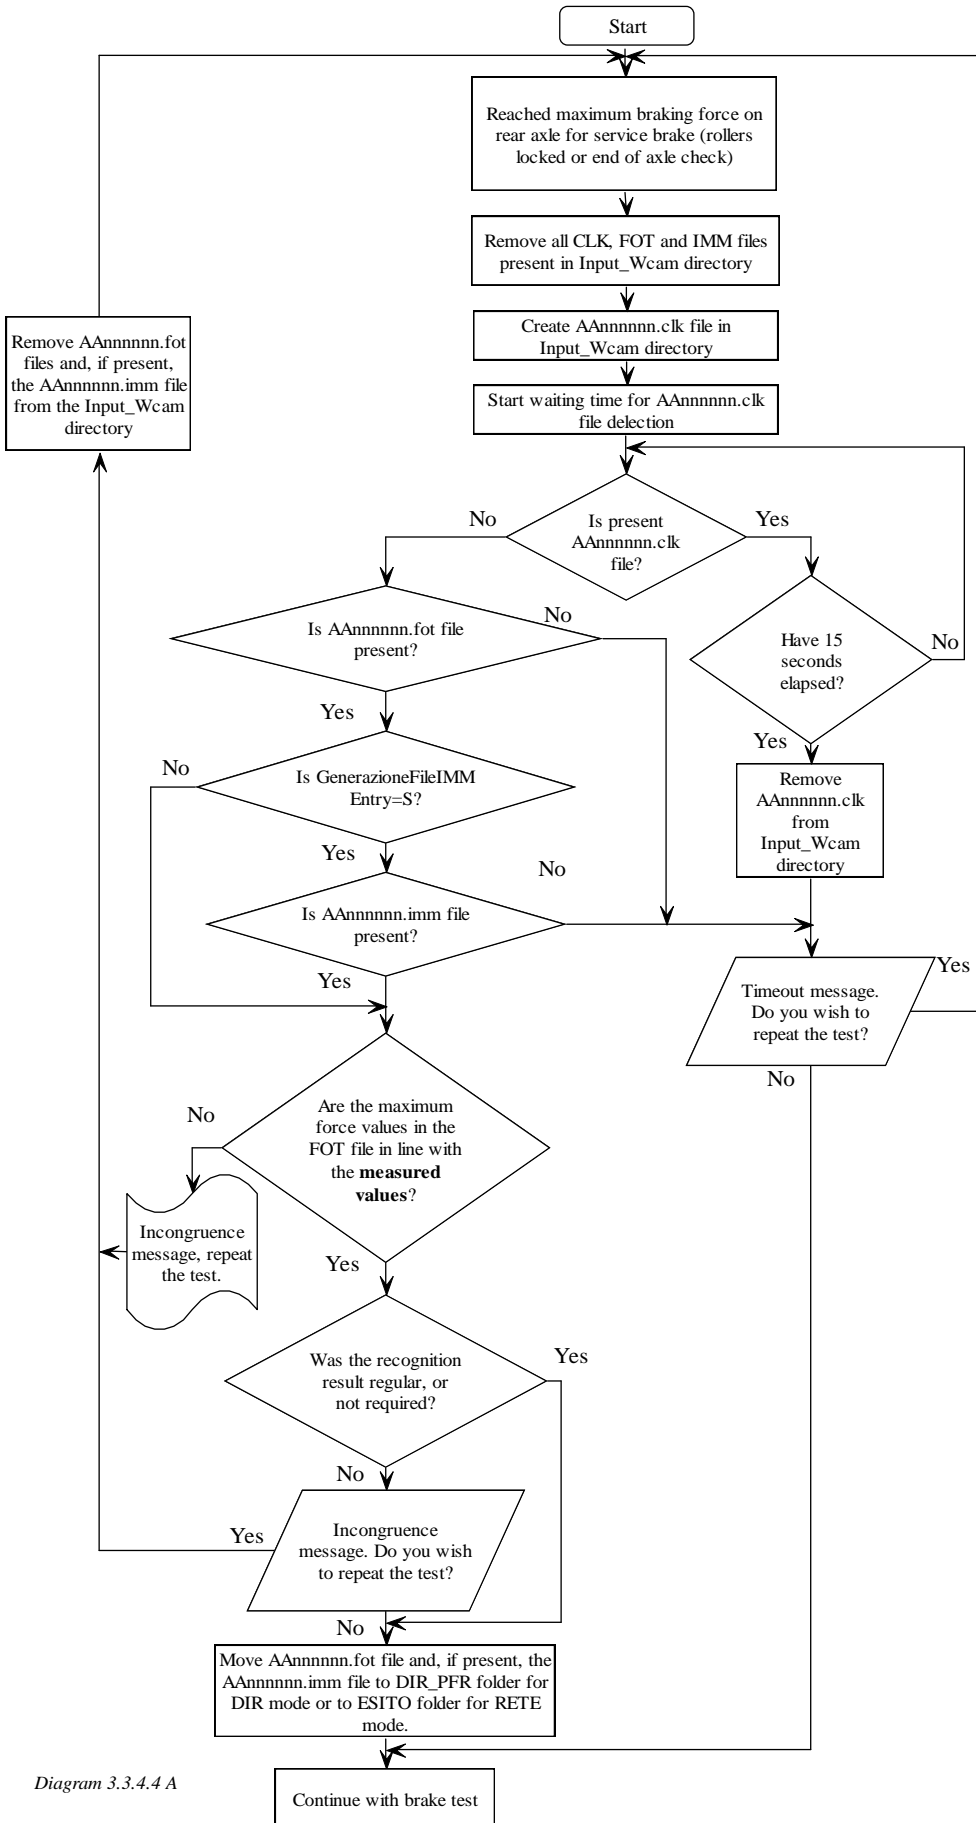 Start
Reached maximum braking force on
rear axle for service brake (rollers
locked or end of axle check)
Remove all CLK, FOT and IMM files
present in Input_Wcam directory
Create AAnnnnnn.clk file in
Input_Wcam directory
Start waiting time for AAnnnnnn.clk
file delection
Remove AAnnnnnn.fot
files and, if present,
the AAnnnnnn.imm file
from the Input_Wcam
directory
No
Is present
AAnnnnnn.clk
file?
Yes
Is AAnnnnnn.fot file
present?
No
Have 15
seconds
elapsed?
No
Yes
Yes
No
Is GenerazioneFileIMM
Entry=S?
Remove
AAnnnnnn.clk
from
Input_Wcam
directory
Yes
No
Is AAnnnnnn.imm file
present?
Yes
Timeout message.
Do you wish to
repeat the test?
Yes
No
No
Are the maximum
force values in the
FOT file in line with
the measured
values?
Incongruence
message, repeat
the test.
Yes
Was the recognition
result regular, or
not required?
Yes
No
Yes
Incongruence
message. Do you wish
to repeat the test?
No
Move AAnnnnnn.fot file and, if present, the
AAnnnnnn.imm file to DIR_PFR folder for
DIR mode or to ESITO folder for RETE
mode.
Diagram 3.3.4.4 A
Continue with brake test